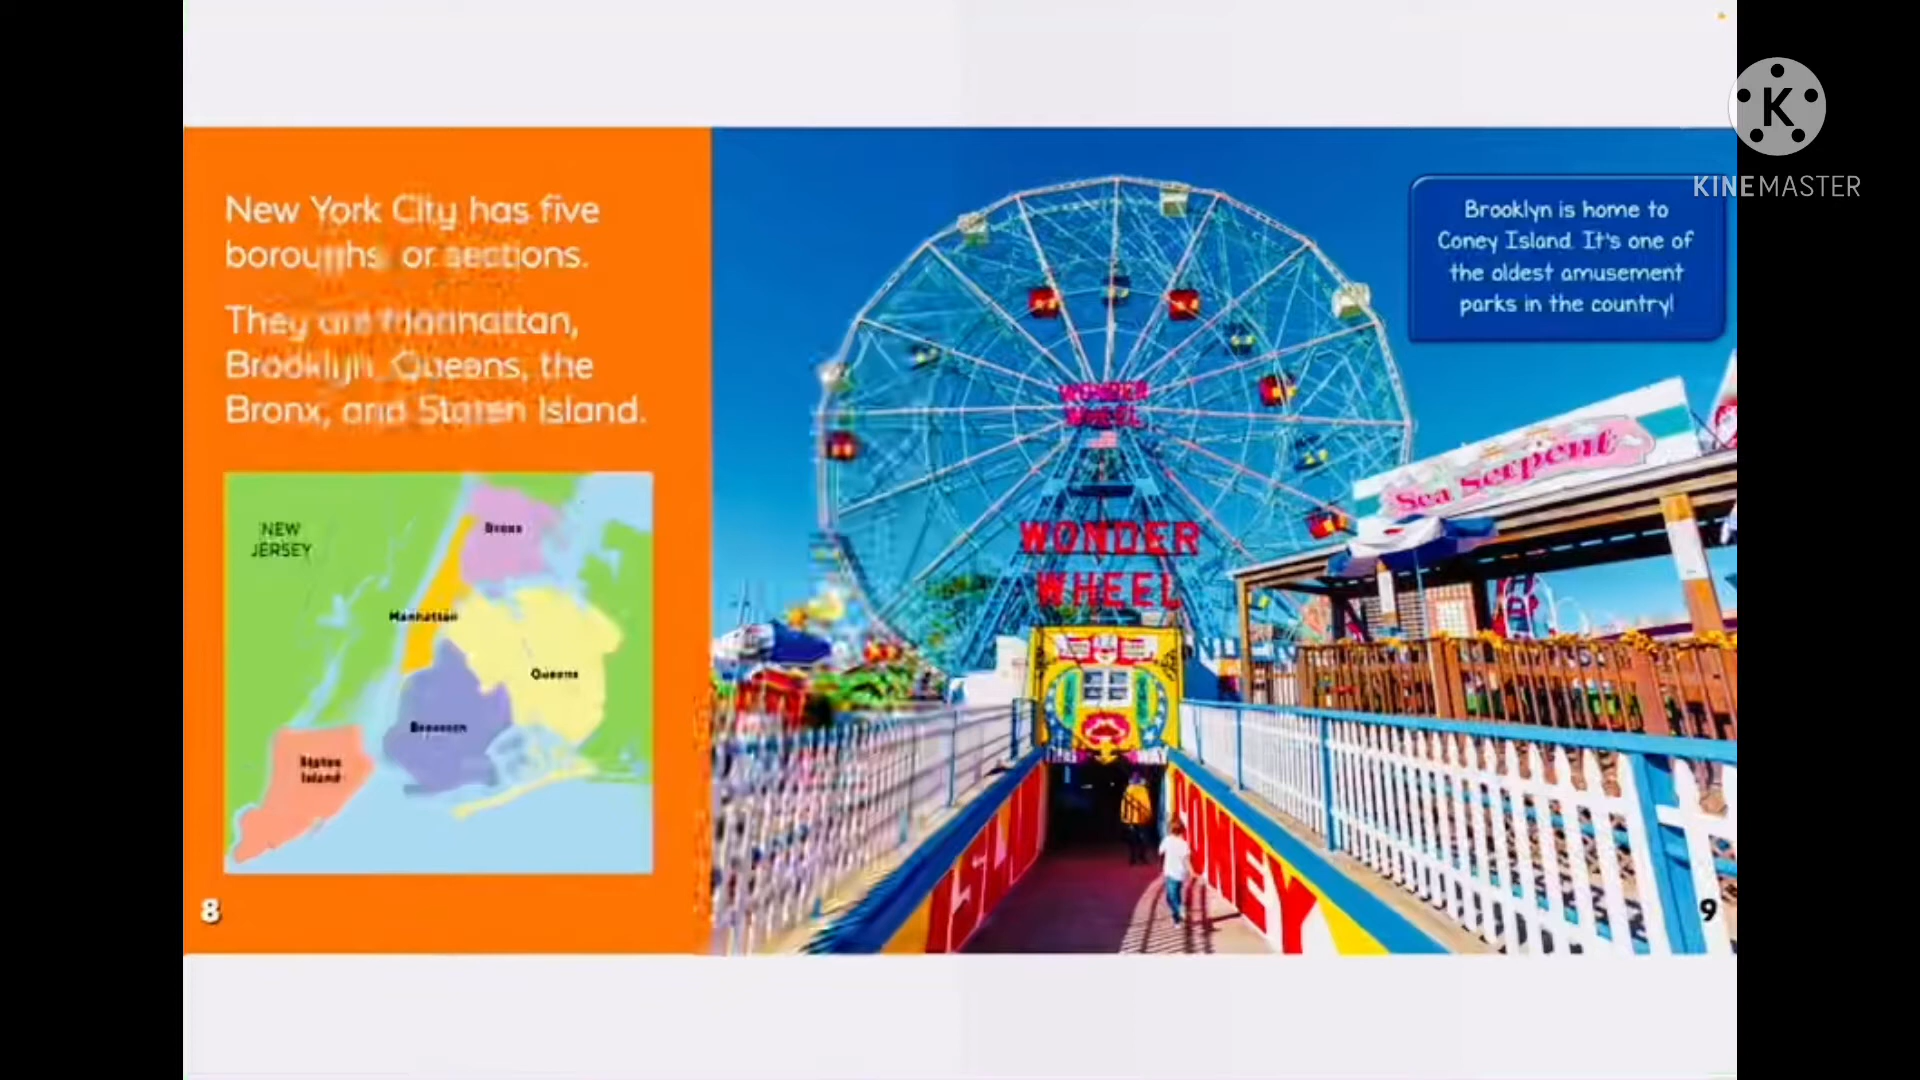 New York City has five
boroughs, or sections.
They are Manhattan,
Brooklyn, Queens, the
Bronx, and Staten Island.
NEW
JERSEY
Bronx
Manhattan
Queens
Staten
Island
8
Brooklyn is home to
Coney Island. It's one of
the oldest amusement
parks in the country!
WONDER
WHEEL
Sea Serpent
WONDER
WHEEL
CONEY
9
K
KINEMASTER